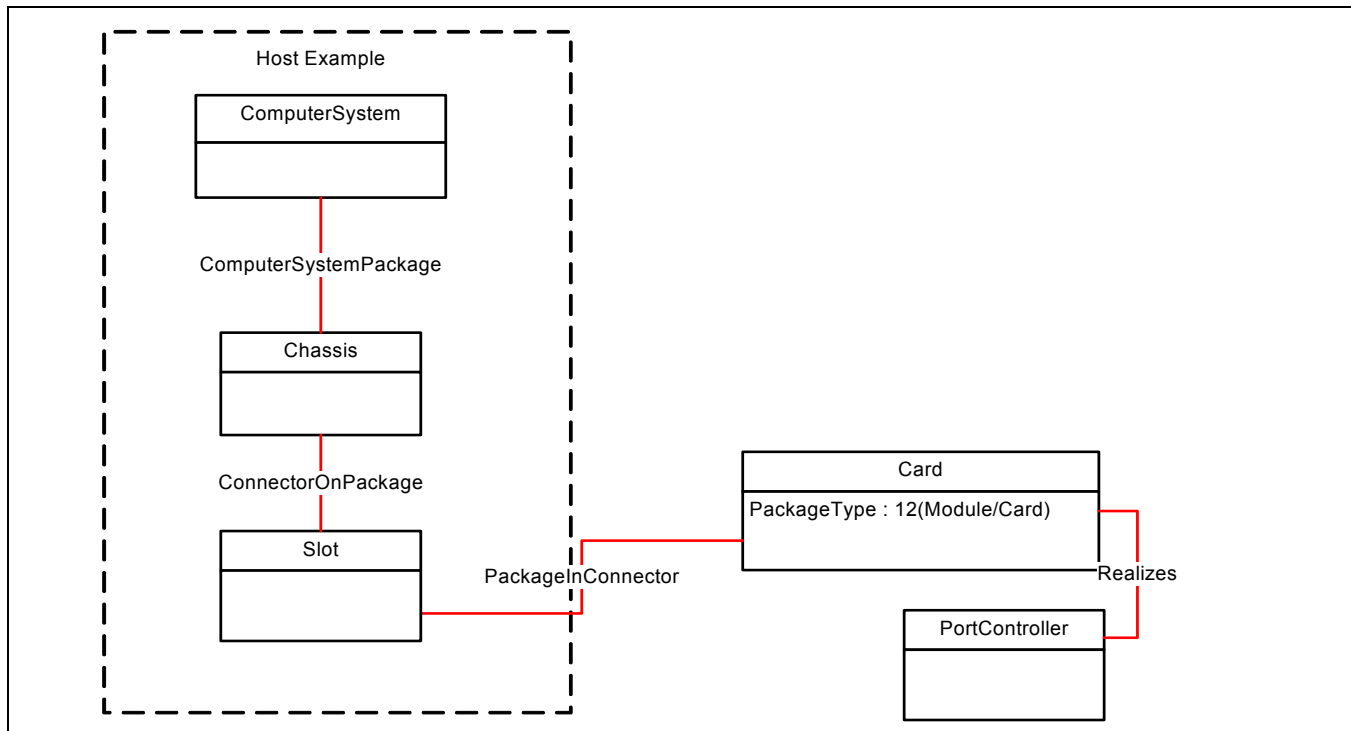 Host Example
ComputerSystem
ComputerSystemPackage
Chassis
ConnectorOnPackage
Slot
PackageInConnector
Card
PackageType : 12(Module/Card)
Realizes
PortController